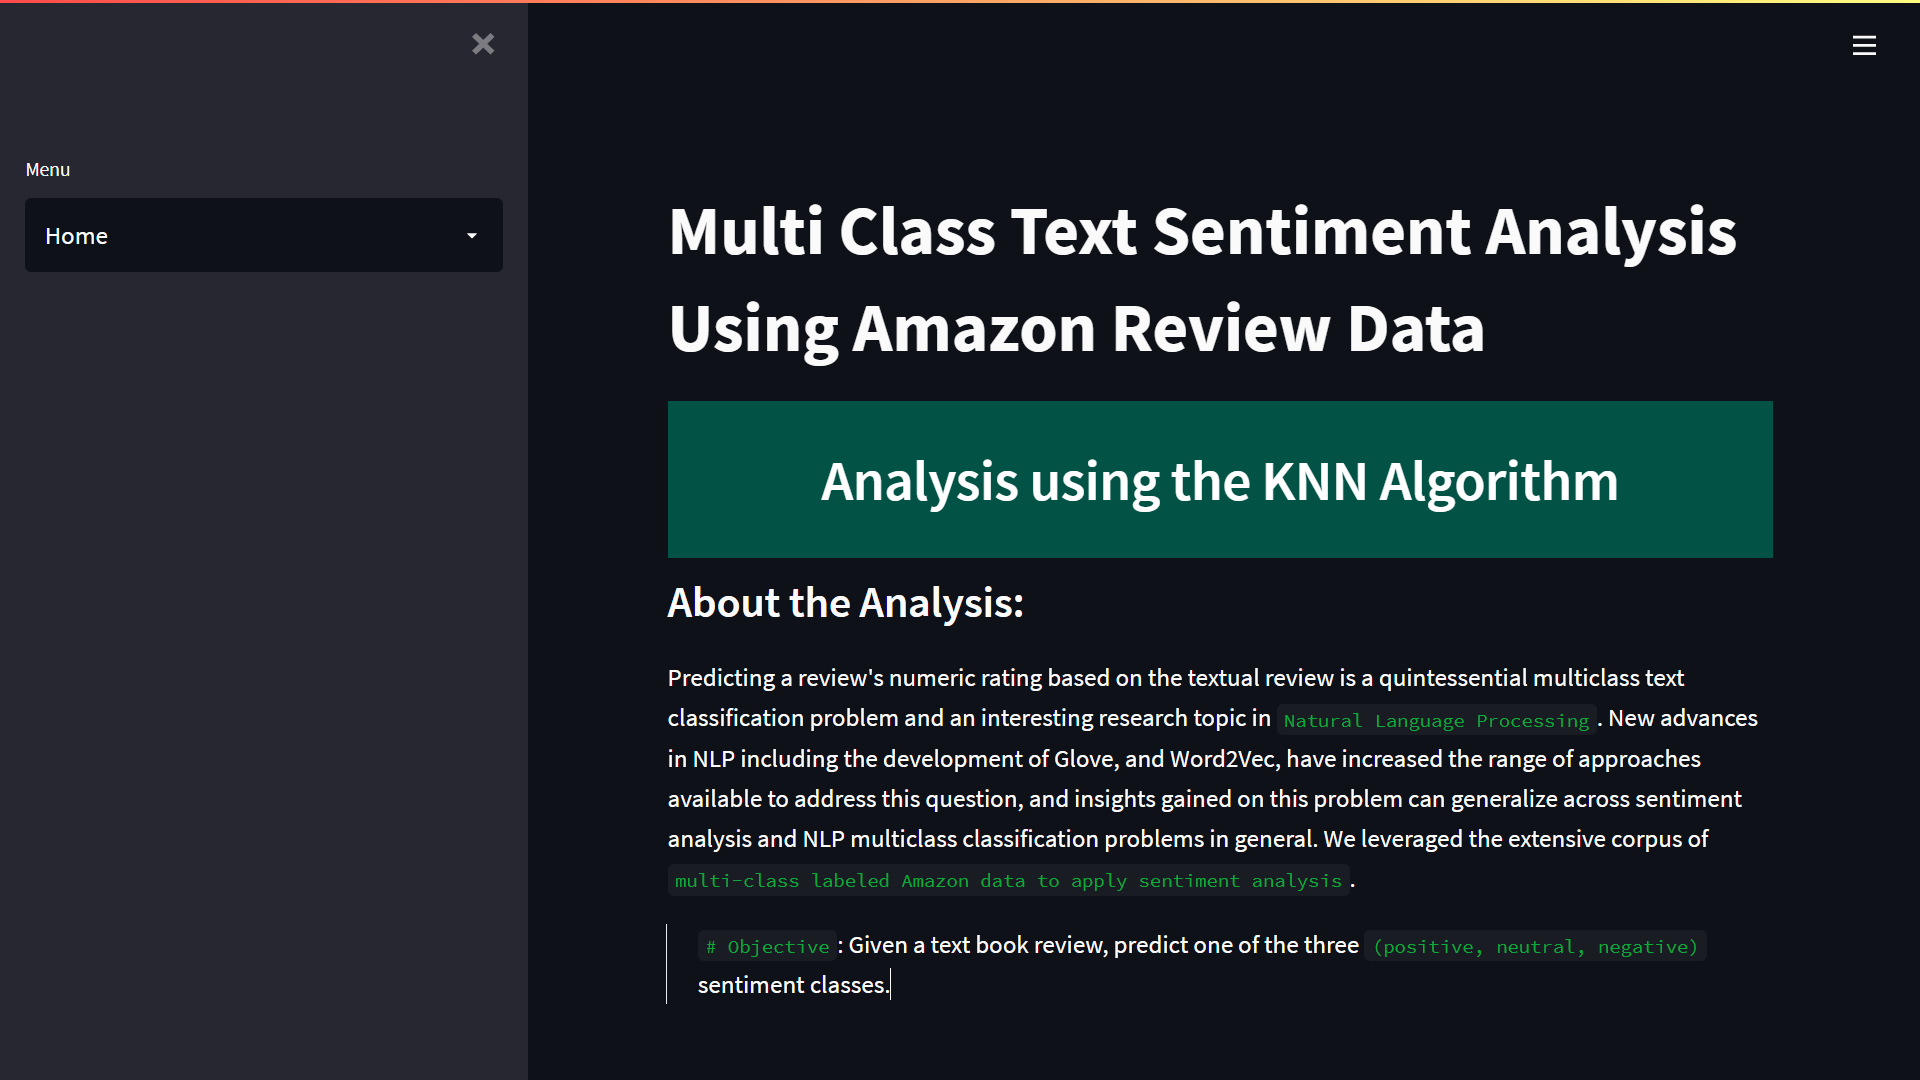 Menu
Home
Multi Class Text Sentiment Analysis
Using Amazon Review Data
Analysis using the KNN Algorithm
About the Analysis:
Predicting a review's numeric rating based on the textual review is a quintessential multiclass text
classification problem and an interesting research topic in Natural Language Processing. New advances
in NLP including the development of Glove, and Word2Vec, have increased the range of approaches
available to address this question, and insights gained on this problem can generalize across sentiment
analysis and NLP multiclass classification problems in general. We leveraged the extensive corpus of
multi-class labeled Amazon data to apply sentiment analysis.
# Objective: Given a text book review, predict one of the three (positive, neutral, negative)
sentiment classes.